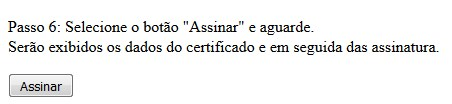 Passo 6: Selecione o botão "Assinar" e aguarde.
Serão exibidos os dados do certificado e em seguida das assinatura.
Assinar